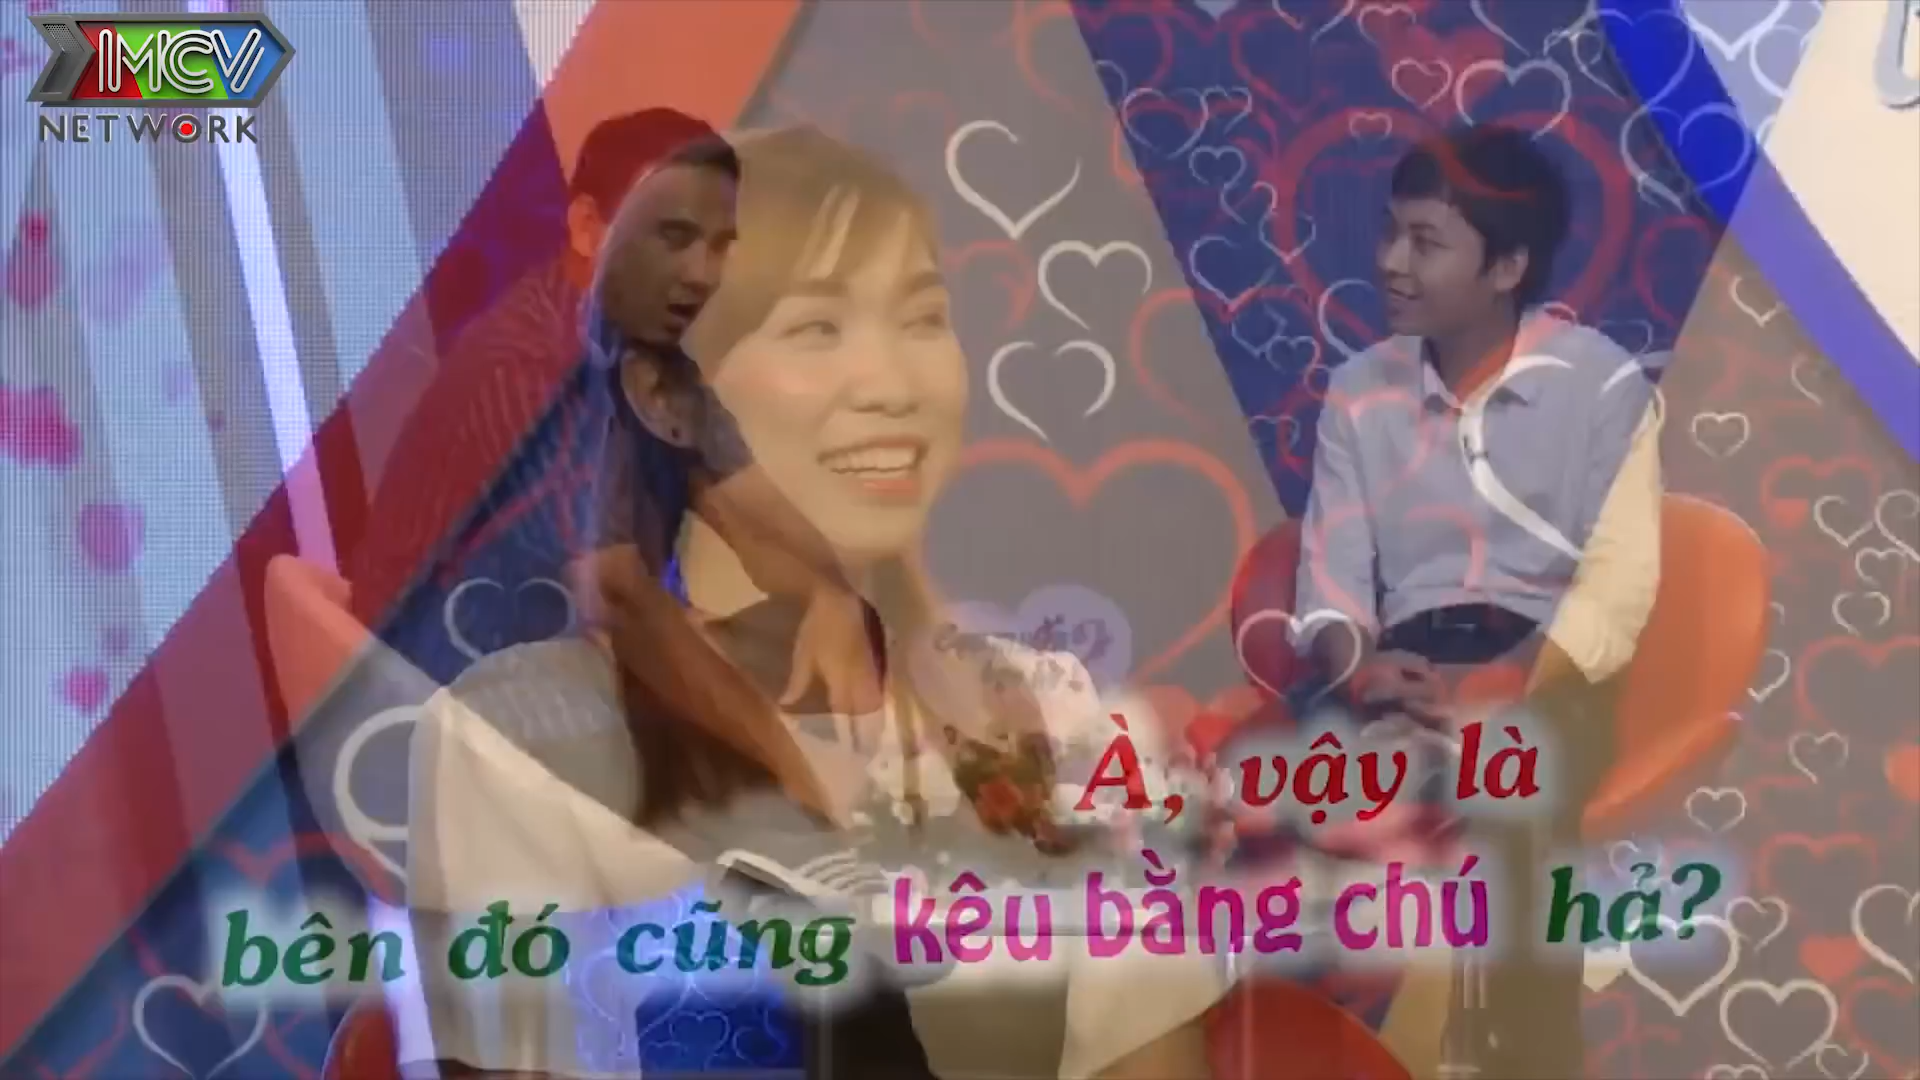 MCV
NETWORK
À, vậy là
bên đó cũng kêu bằng chú hả?